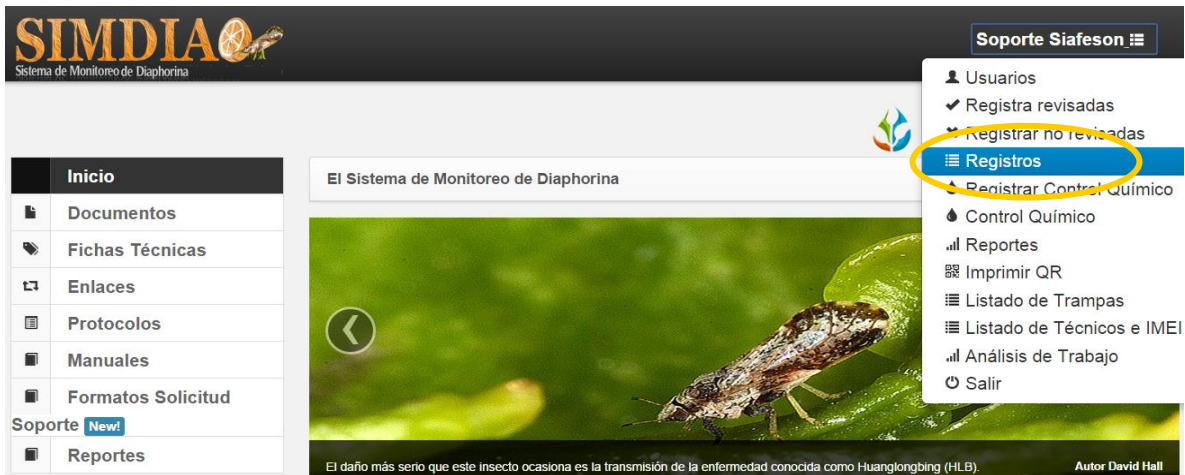 SIMDIA
Sistema de Monitoreo de Diaphorina
Soporte Siafeson
Usuarios
Registra revisadas
Registrar no revisadas
Registros
Registrar Control Químico
Control Químico
Reportes
Imprimir QR
Listado de Trampas
Listado de Técnicos e IMEI
Análisis de Trabajo
Salir
Inicio
Documentos
Fichas Técnicas
Enlaces
Protocolos
Manuales
Formatos Solicitud
Soporte New!
Reportes
El Sistema de Monitoreo de Diaphorina
El daño más serio que este insecto ocasiona es la transmisión de la enfermedad conocida como Huanglongbing (HLB).
Autor David Hall